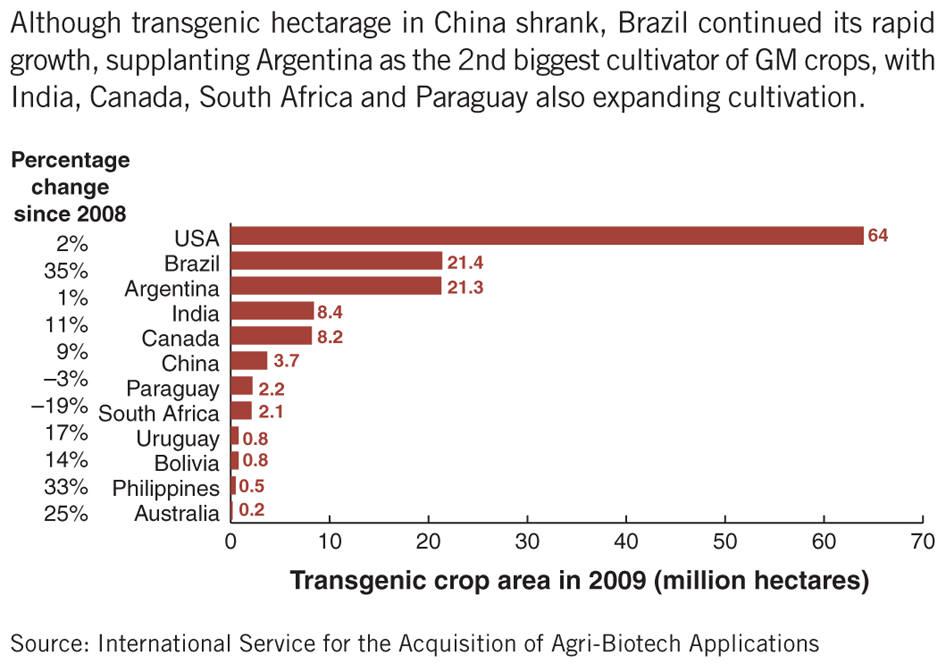 Although transgenic hectarage in China shrank, Brazil continued its rapid
growth, supplanting Argentina as the 2nd biggest cultivator of GM crops, with
India, Canada, South Africa and Paraguay also expanding cultivation.
Percentage
change
since 2008
2%
35%
1%
11%
9%
–3%
–19%
17%
14%
33%
25%
USA 64
Brazil 21.4
Argentina 21.3
India 8.4
Canada 8.2
China 3.7
Paraguay 2.2
South Africa 2.1
Uruguay 0.8
Bolivia 0.8
Philippines 0.5
Australia 0.2
0 10 20 30 40 50 60 70
Transgenic crop area in 2009 (million hectares)
Source: International Service for the Acquisition of Agri-Biotech Applications